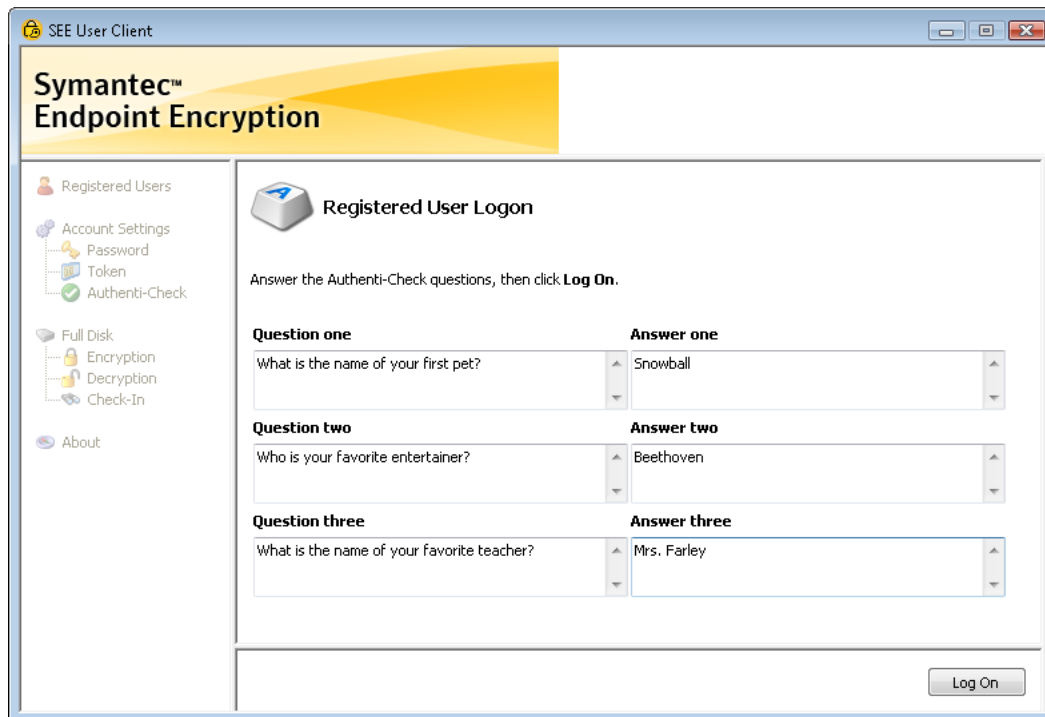 SEE User Client
Symantec™
Endpoint Encryption
Registered Users
Account Settings
Password
Token
Authenti-Check
Full Disk
Encryption
Decryption
Check-In
About
Registered User Logon
Answer the Authenti-Check questions, then click Log On.
Question one
Answer one
What is the name of your first pet?
Snowball
Question two
Answer two
Who is your favorite entertainer?
Beethoven
Question three
Answer three
What is the name of your favorite teacher?
Mrs. Farley
Log On